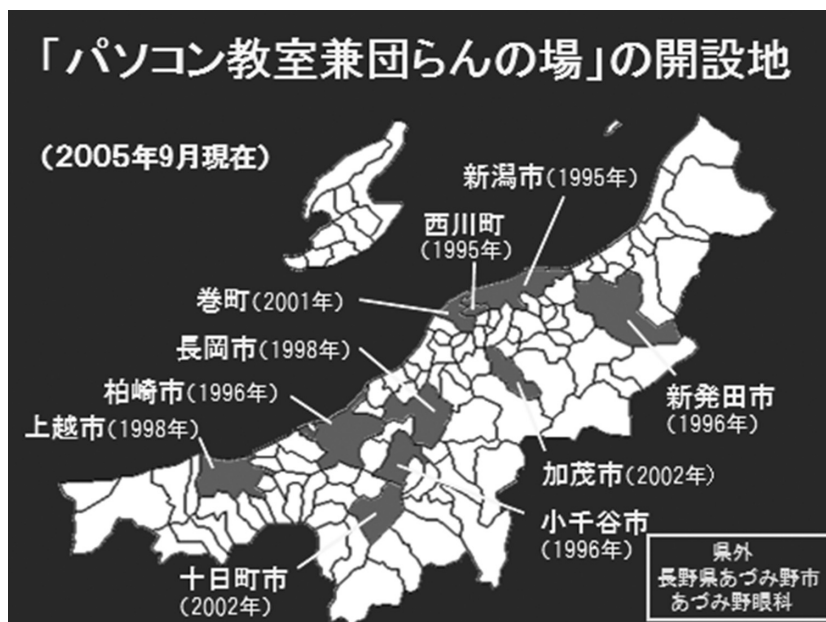 「パソコン教室兼団らんの場」の開設地
（2005年9月現在）
新潟市（1995年）
西川町
（1995年）
巻町（2001年）
長岡市（1998年）
柏崎市（1996年）
上越市（1998年）
新発田市
（1996年）
加茂市（2002年）
小千谷市
（1996年）
十日町市
（2002年）
県外
長野県あづみ野市
あづみ野眼科